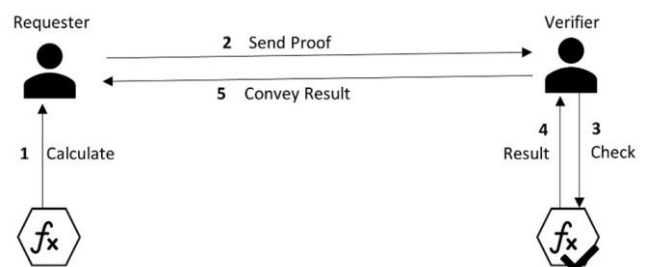 Requester
Verifier
2 Send Proof
5 Convey Result
1 Calculate
4
Result
3
Check
fx
fx